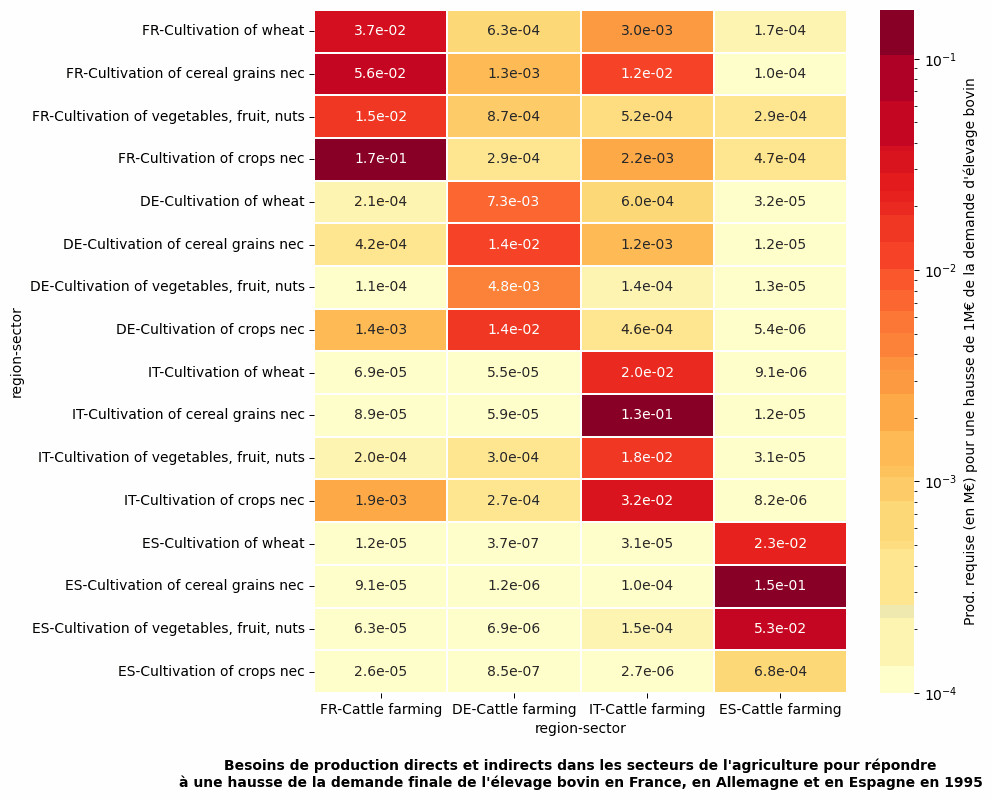 FR-Cultivation of wheat 3.7e-02 6.3e-04 3.0e-03 1.7e-04
FR-Cultivation of cereal grains nec 5.6e-02 1.3e-03 1.2e-02 1.0e-04
FR-Cultivation of vegetables, fruit, nuts 1.5e-02 8.7e-04 5.2e-04 2.9e-04
FR-Cultivation of crops nec 1.7e-01 2.9e-04 2.2e-03 4.7e-04
DE-Cultivation of wheat 2.1e-04 7.3e-03 6.0e-04 3.2e-05
DE-Cultivation of cereal grains nec 4.2e-04 1.4e-02 1.2e-03 1.2e-05
DE-Cultivation of vegetables, fruit, nuts 1.1e-04 4.8e-03 1.4e-04 1.3e-05
DE-Cultivation of crops nec 1.4e-03 1.4e-02 4.6e-04 5.4e-06
IT-Cultivation of wheat 6.9e-05 5.5e-05 2.0e-02 9.1e-06
IT-Cultivation of cereal grains nec 8.9e-05 5.9e-05 1.3e-01 1.2e-05
IT-Cultivation of vegetables, fruit, nuts 2.0e-04 3.0e-04 1.8e-02 3.1e-05
IT-Cultivation of crops nec 1.9e-03 2.7e-04 3.2e-02 8.2e-06
ES-Cultivation of wheat 1.2e-05 3.7e-07 3.1e-05 2.3e-02
ES-Cultivation of cereal grains nec 9.1e-05 1.2e-06 1.0e-04 1.5e-01
ES-Cultivation of vegetables, fruit, nuts 6.3e-05 6.9e-06 1.5e-04 5.3e-02
ES-Cultivation of crops nec 2.6e-05 8.5e-07 2.7e-06 6.8e-04
region-sector
FR-Cattle farming DE-Cattle farming IT-Cattle farming ES-Cattle farming
region-sector
10⁻¹
10⁻²
10⁻³
10⁻⁴
Prod. requise (en M€) pour une hausse de 1M€ de la demande d'élevage bovin
Besoins de production directs et indirects dans les secteurs de l'agriculture pour répondre
à une hausse de la demande finale de l'élevage bovin en France, en Allemagne et en Espagne en 1995